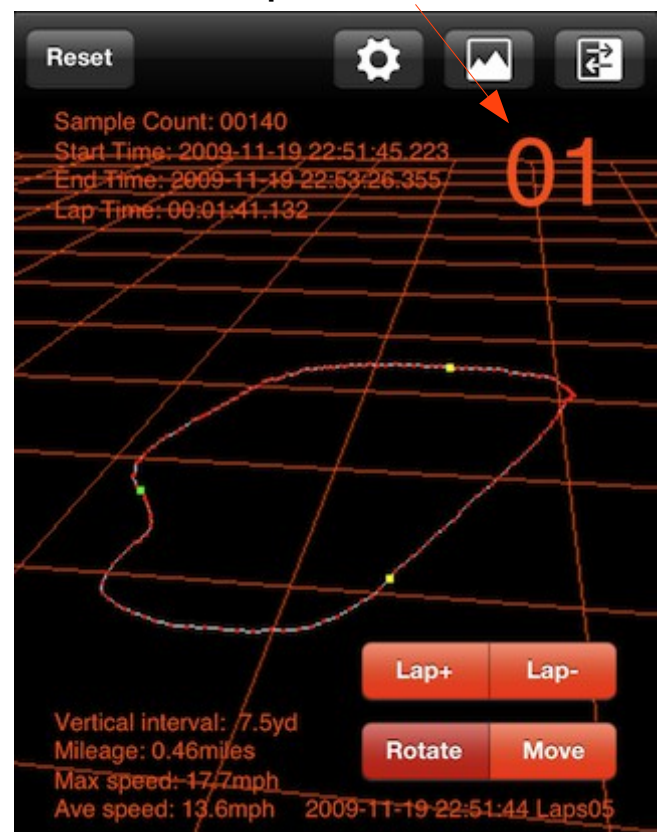 Reset
Sample Count: 00140
01
Start Time: 2009-11-19 22:51:45.223
End Time: 2009-11-19 22:53:26.355
Lap Time: 00:01:41.132
Lap+ Lap-
Vertical interval: 7.5yd
Mileage: 0.46miles
Rotate Move
Max speed: 17.7mph
Ave speed: 13.6mph 2009-11-19 22:51:44 Laps05